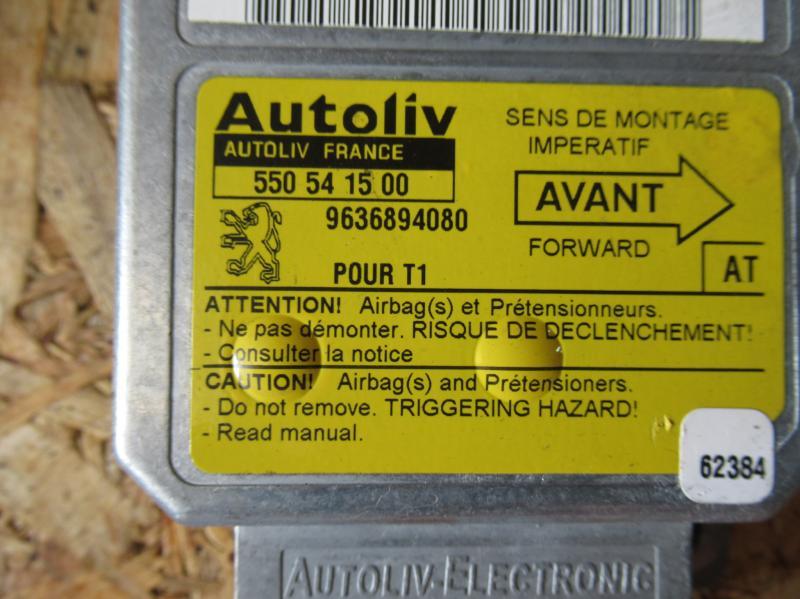 Autoliv
AUTOLIV FRANCE
550 54 15 00
9636894080
POUR T1
SENS DE MONTAGE
IMPERATIF
AVANT
FORWARD
AT
ATTENTION! Airbag(s) et Prétensionneurs.
- Ne pas démonter. RISQUE DE DECLENCHEMENT!
- Consulter la notice
CAUTION! Airbag(s) and Prétensioners.
- Do not remove. TRIGGERING HAZARD!
- Read manual.
62384
AUTOLIV-ELECTRONIC